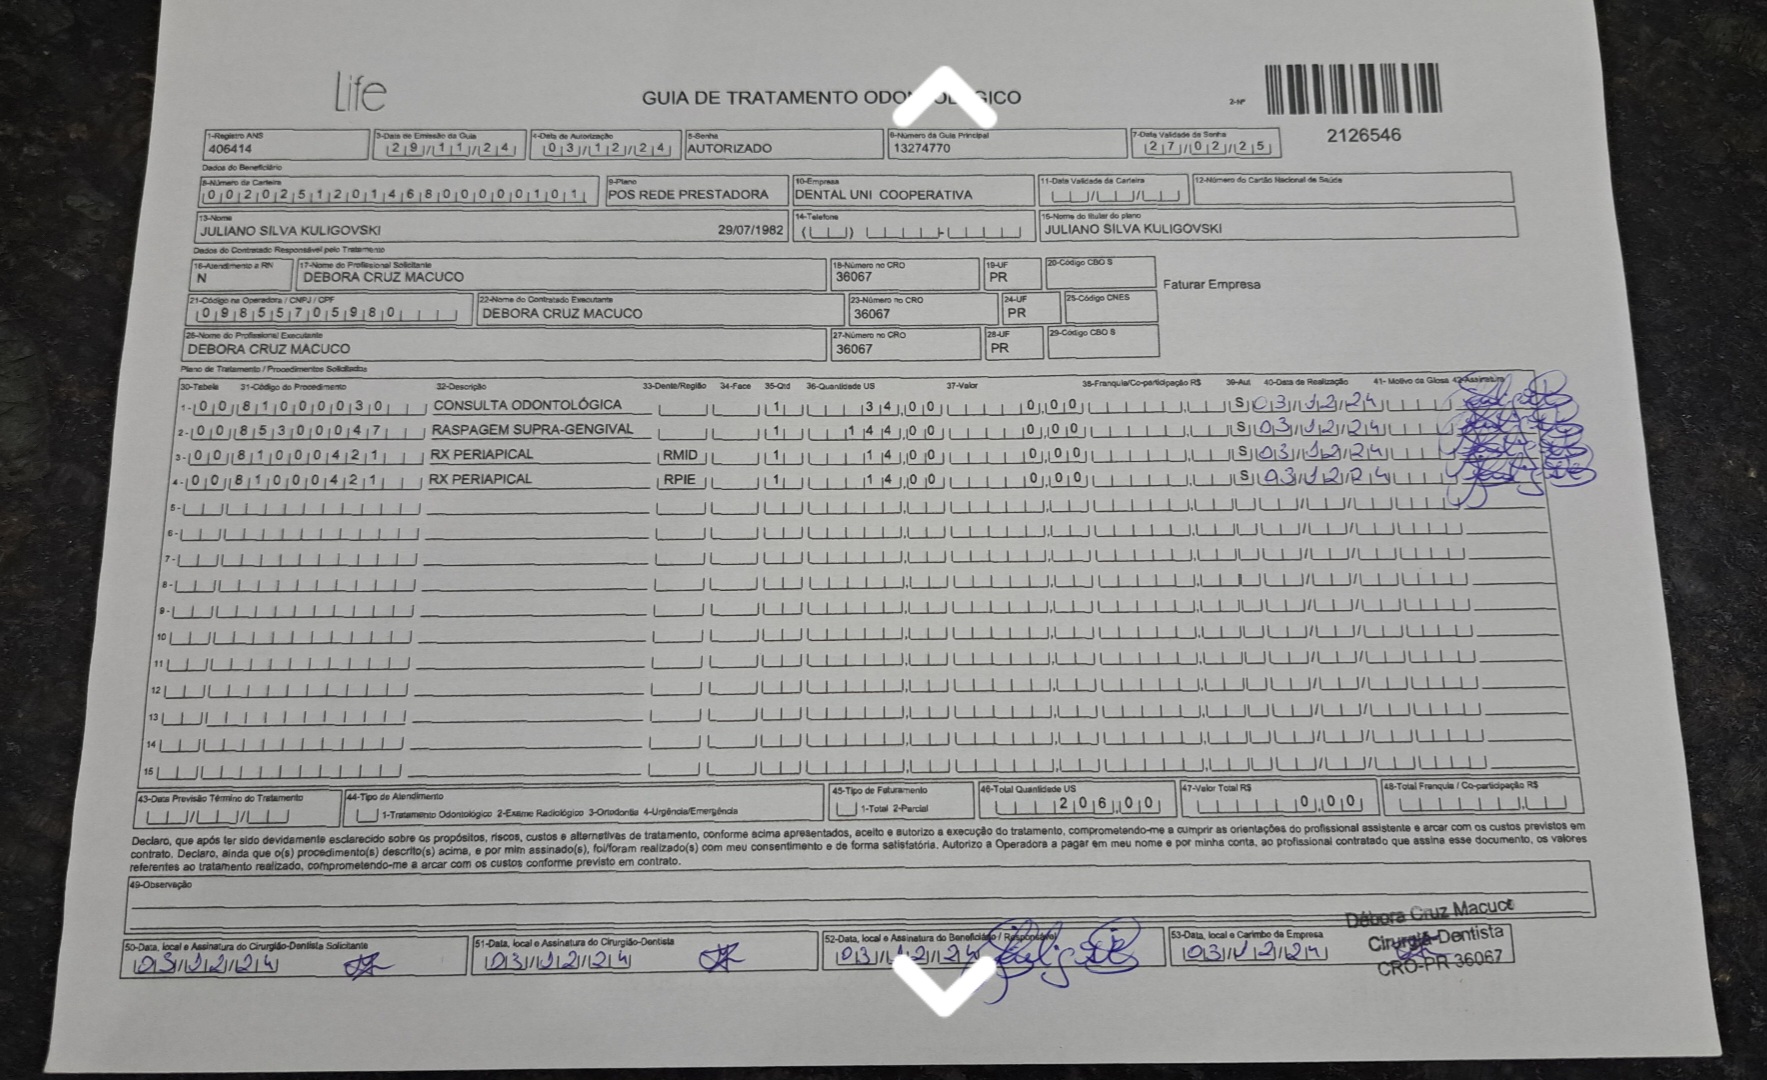 Life
GUIA DE TRATAMENTO ODONTOLÓGICO
2-Nº
2126546
1-Registro ANS 3-Data de Emissão da Guia 4-Data de Autorização 5-Senha 6-Número da Guia Principal 7-Data Validade da Senha
406414 29/11/24 03/12/24 AUTORIZADO 13274770 27/02/25
Dados do Beneficiário
8-Número da Carteira 9-Plano 10-Empresa 11-Data Validade da Carteira 12-Número do Cartão Nacional de Saúde
00202512014680000101 POS REDE PRESTADORA DENTAL UNI COOPERATIVA
13-Nome 14-Telefone 15-Nome do titular do plano
JULIANO SILVA KULIGOVSKI 29/07/1982 JULIANO SILVA KULIGOVSKI
Dados do Contratado Responsável pelo Tratamento
16-Atendimento a RN 17-Nome do Profissional Solicitante 18-Número no CRO 19-UF 20-Código CBO S
N DEBORA CRUZ MACUCO 36067 PR
Faturar Empresa
21-Código na Operadora / CNPJ / CPF 22-Nome do Contratado Executante 23-Número no CRO 24-UF 25-Código CNES
09855705980 DEBORA CRUZ MACUCO 36067 PR
26-Nome do Profissional Executante 27-Número no CRO 28-UF 29-Código CBO S
DEBORA CRUZ MACUCO 36067 PR
Plano de Tratamento / Procedimentos Solicitados
30-Tabela 31-Código do Procedimento 32-Descrição 33-Dente/Região 34-Face 35-Qtd 36-Quantidade US 37-Valor 38-Franquia/Co-participação R$ 39-Aut 40-Data de Realização 41- Motivo da Glosa 42-Assinatura
1- 00 81000030 CONSULTA ODONTOLÓGICA 1 34,00 0,00 S 03/12/24
2- 00 85300047 RASPAGEM SUPRA-GENGIVAL 1 144,00 0,00 S 03/12/24
3- 00 81000421 RX PERIAPICAL RMID 1 14,00 0,00 S 03/12/24
4- 00 81000421 RX PERIAPICAL RPIE 1 14,00 0,00 S 03/12/24
5-
6-
7-
8-
9-
10
11
12
13
14
15
43-Data Previsão Término do Tratamento 44-Tipo de Atendimento 45-Tipo de Faturamento 46-Total Quantidade US 47-Valor Total R$ 48-Total Franquia / Co-participação R$
1-Tratamento Odontológico 2-Exame Radiológico 3-Ortodontia 4-Urgência/Emergência 1-Total 2-Parcial 206,00 0,00
Declaro, que após ter sido devidamente esclarecido sobre os propósitos, riscos, custos e alternativas de tratamento, conforme acima apresentados, aceito e autorizo a execução do tratamento, comprometendo-me a cumprir as orientações do profissional assistente e arcar com os custos previstos em
contrato. Declaro, ainda que o(s) procedimento(s) descrito(s) acima, e por mim assinado(s), foi/foram realizado(s) com meu consentimento e de forma satisfatória. Autorizo a Operadora a pagar em meu nome e por minha conta, ao profissional contratado que assina esse documento, os valores
referentes ao tratamento realizado, comprometendo-me a arcar com os custos conforme previsto em contrato.
49-Observação
50-Data, local e Assinatura do Cirurgião-Dentista Solicitante 51-Data, local e Assinatura do Cirurgião-Dentista 52-Data, local e Assinatura do Beneficiário / Responsável 53-Data, local e Carimbo da Empresa
03/12/24 03/12/24 03/12/24 03/12/24
Débora Cruz Macuco
Cirurgiã-Dentista
CRO-PR 36067